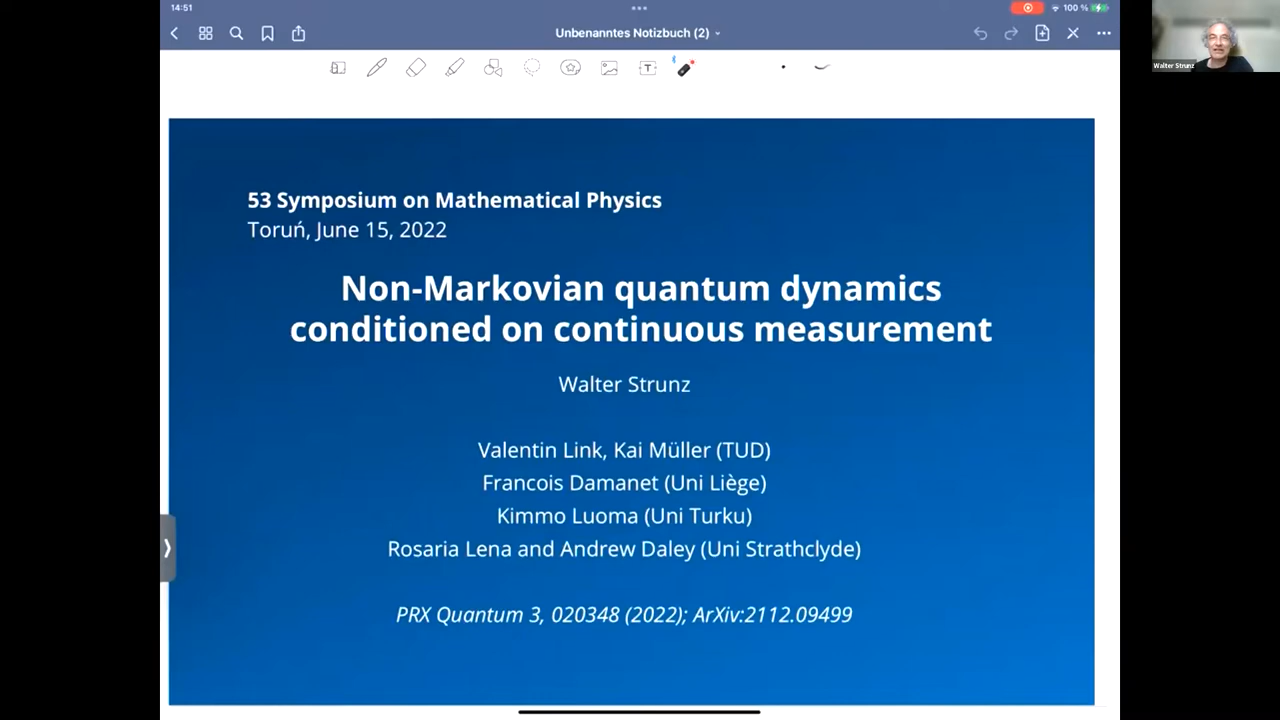 14:51
100 %
Unbenanntes Notizbuch (2)
T
Walter Strunz
53 Symposium on Mathematical Physics
Toruń, June 15, 2022
Non-Markovian quantum dynamics
conditioned on continuous measurement
Walter Strunz
Valentin Link, Kai Müller (TUD)
Francois Damanet (Uni Liège)
Kimmo Luoma (Uni Turku)
Rosaria Lena and Andrew Daley (Uni Strathclyde)
PRX Quantum 3, 020348 (2022); ArXiv:2112.09499